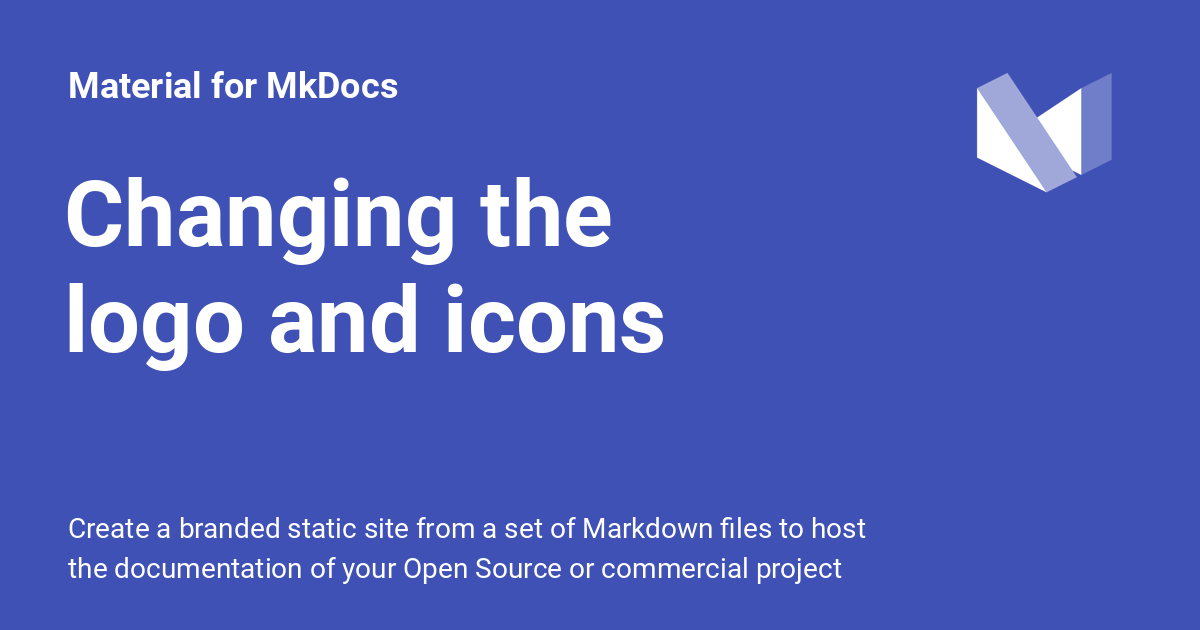 Material for MkDocs
Changing the
logo and icons
Create a branded static site from a set of Markdown files to host
the documentation of your Open Source or commercial project